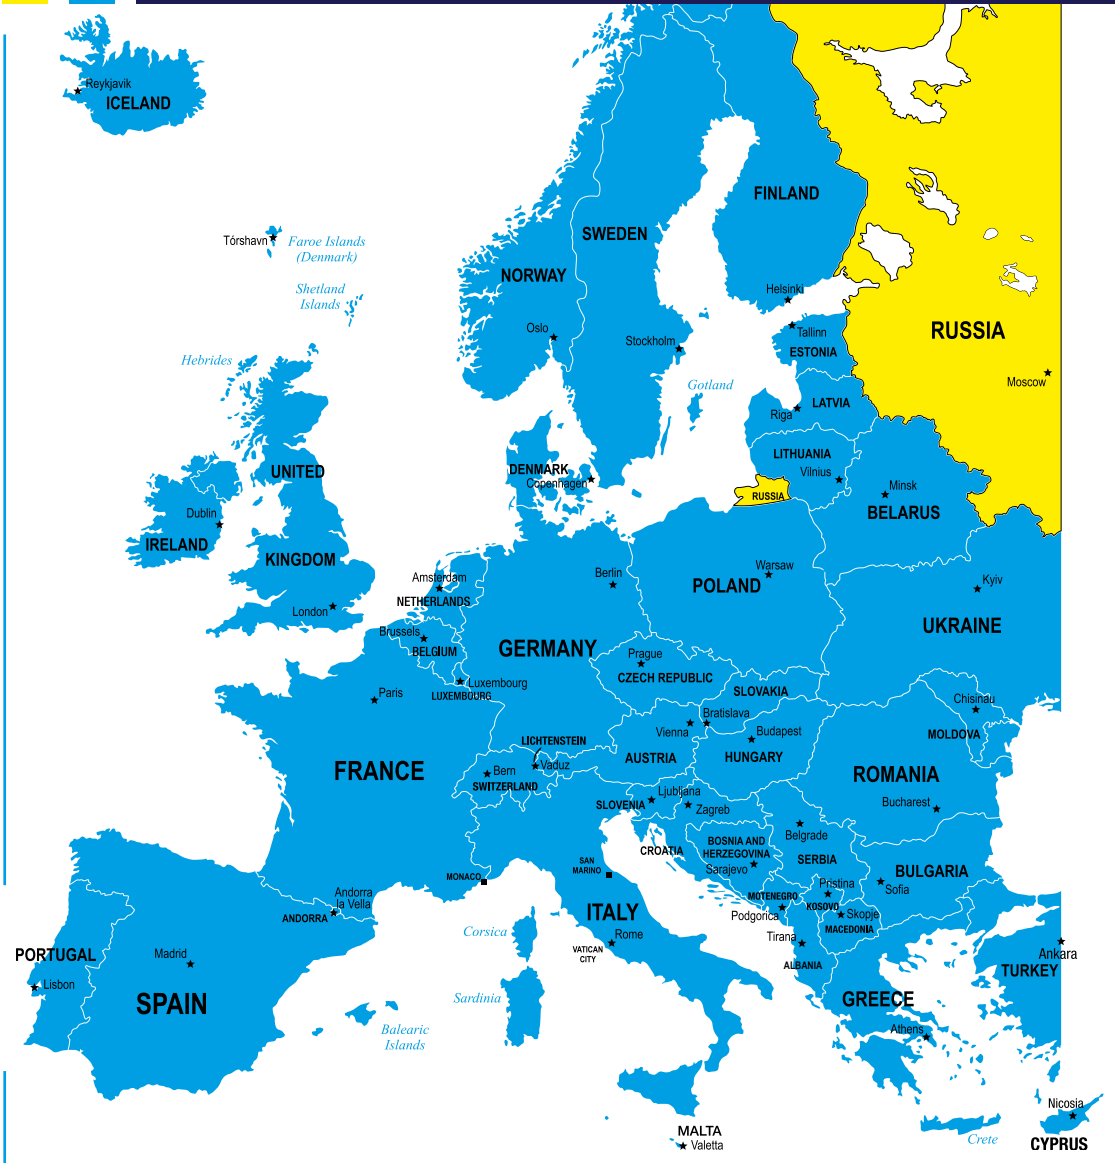 Reykjavik
ICELAND
FINLAND
SWEDEN
Tórshavn
Faroe Islands
(Denmark)
NORWAY
Shetland
Islands
Helsinki
Oslo
Tallinn
RUSSIA
Stockholm
ESTONIA
Hebrides
Moscow
Gotland
LATVIA
Riga
LITHUANIA
Vilnius
UNITED
DENMARK
Copenhagen
Minsk
RUSSIA
BELARUS
Dublin
IRELAND
KINGDOM
Amsterdam
NETHERLANDS
Berlin
Warsaw
POLAND
Kyiv
London
UKRAINE
Brussels
BELGIUM
GERMANY
Prague
CZECH REPUBLIC
Luxembourg
LUXEMBOURG
Paris
SLOVAKIA
Chisinau
Bratislava
Vienna
Budapest
MOLDOVA
LICHTENSTEIN
AUSTRIA
HUNGARY
FRANCE
Bern
Vaduz
SWITZERLAND
ROMANIA
Ljubljana
SLOVENIA
Zagreb
Bucharest
Belgrade
BOSNIA AND
HERZEGOVINA
CROATIA
Sarajevo
SERBIA
SAN
MARINO
MONACO
BULGARIA
Sofia
Pristina
Andorra
la Vella
ANDORRA
MOTENEGRO
KOSOVO
Podgorica
Skopje
MACEDONIA
ITALY
Corsica
Rome
VATICAN
CITY
Tirana
ALBANIA
PORTUGAL
Madrid
Lisbon
SPAIN
Ankara
TURKEY
Sardinia
GREECE
Balearic
Islands
Athens
Nicosia
MALTA
Valetta
Crete
CYPRUS